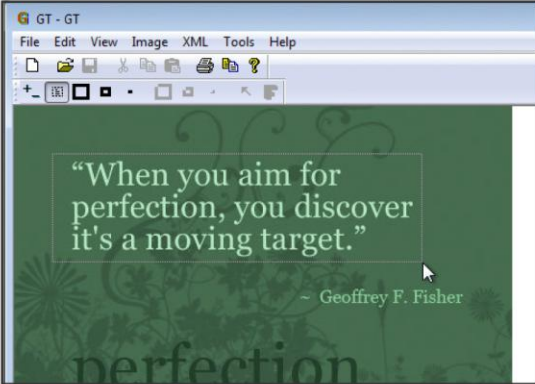 GT - GT
File Edit View Image XML Tools Help
“When you aim for
perfection, you discover
it's a moving target.”
~ Geoffrey F. Fisher
perfection